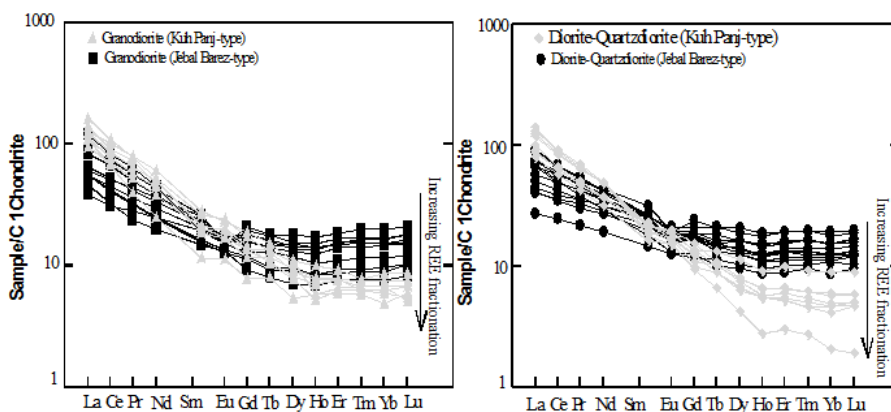 1000
100
10
1
Sample/C 1Chondrite
Granodiorite (Kuh Panj-type)
Granodiorite (Jebal Barez-type)
Increasing REE fractionation
La Ce Pr Nd Sm Eu Gd Tb Dy Ho Er Tm Yb Lu
1000
100
10
1
Sample/C 1Chondrite
Diorite-Quartzdiorite (Kuh Panj-type)
Diorite-Quartzdiorite (Jebal Barez-type)
Increasing REE fractionation
La Ce Pr Nd Sm Eu Gd Tb Dy Ho Er Tm Yb Lu